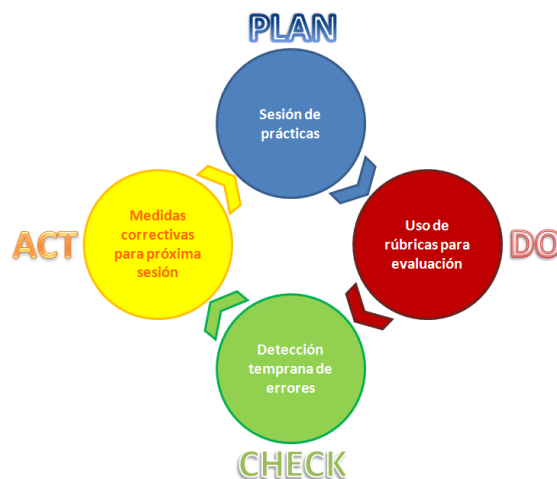 PLAN
Sesión de
prácticas
Uso de
rúbricas para
evaluación
DO
Detección
temprana de
errores
CHECK
Medidas
correctivas
para próxima
sesión
ACT